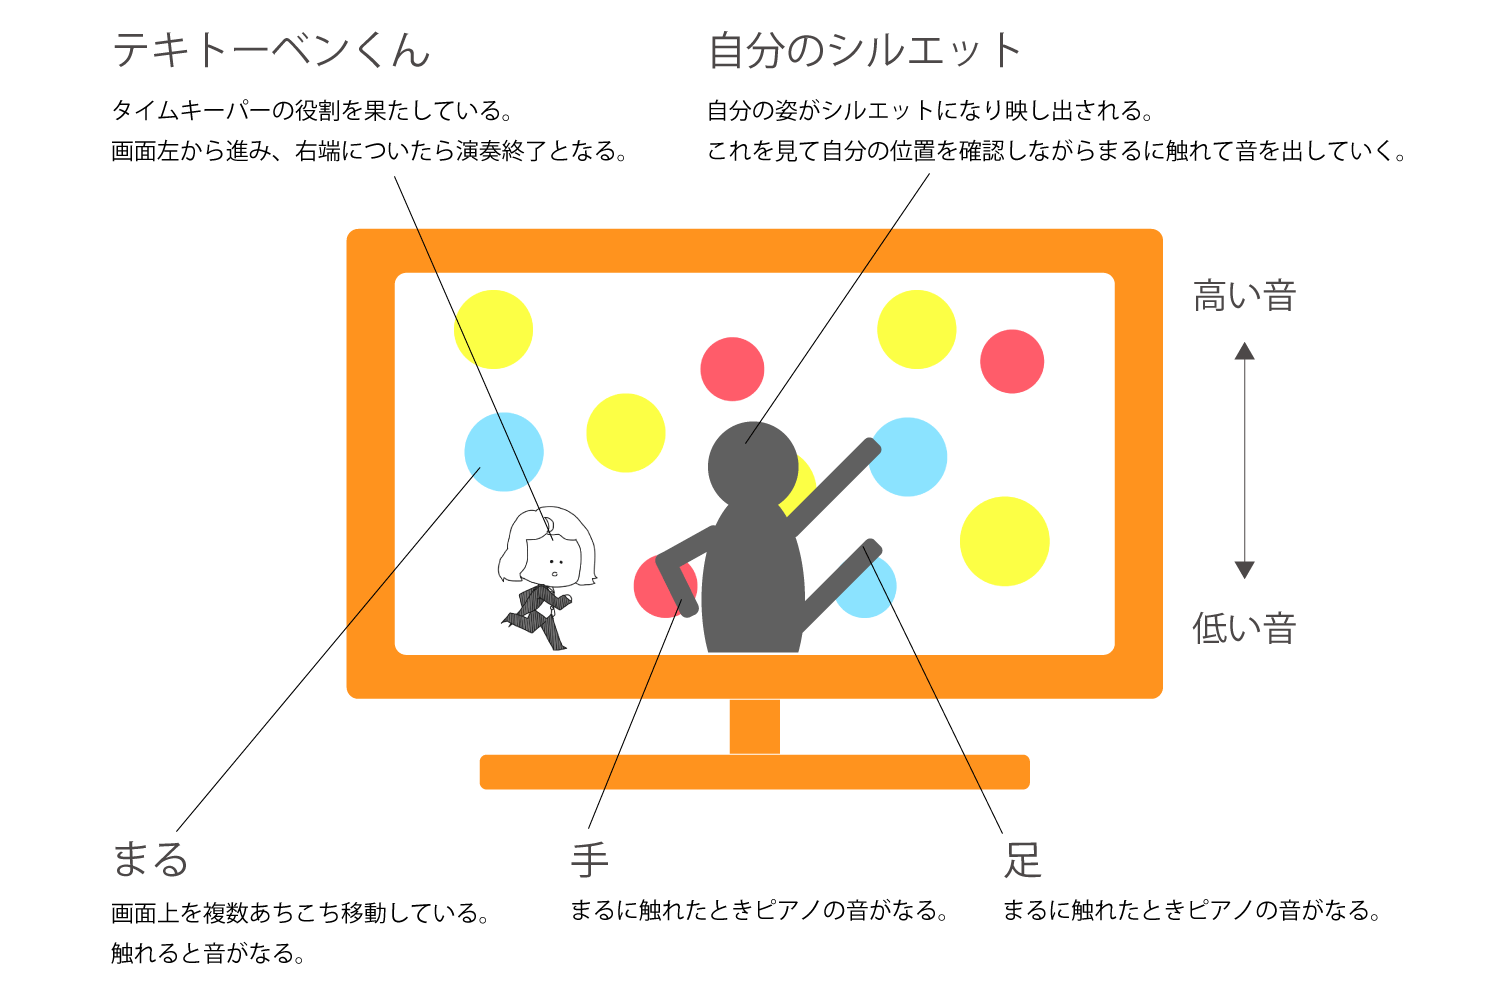 テキトーベンくん
タイムキーパーの役割を果たしている。
画面左から進み、右端についたら演奏終了となる。
自分のシルエット
自分の姿がシルエットになり映し出される。
これを見て自分の位置を確認しながらまるに触れて音を出していく。
高い音
低い音
まる
画面上を複数あちこち移動している。
触れると音がなる。
手
まるに触れたときピアノの音がなる。
足
まるに触れたときピアノの音がなる。